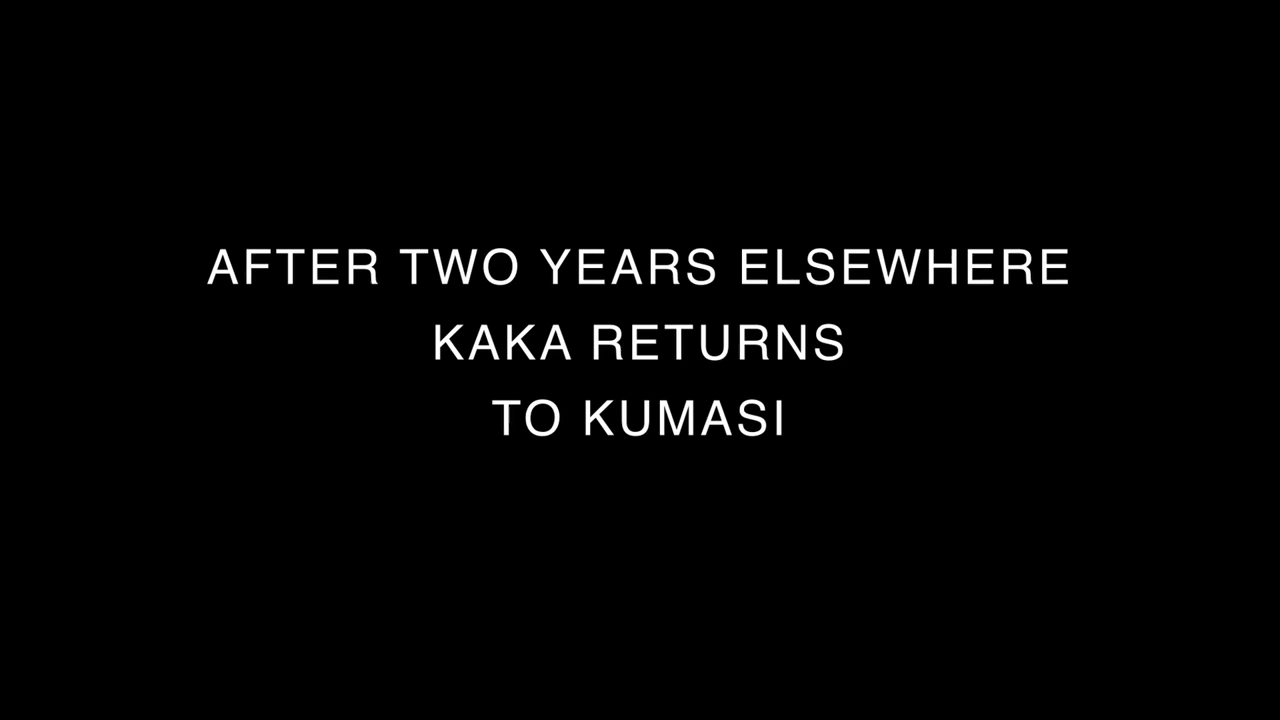 AFTER TWO YEARS ELSEWHERE
KAKA RETURNS
TO KUMASI